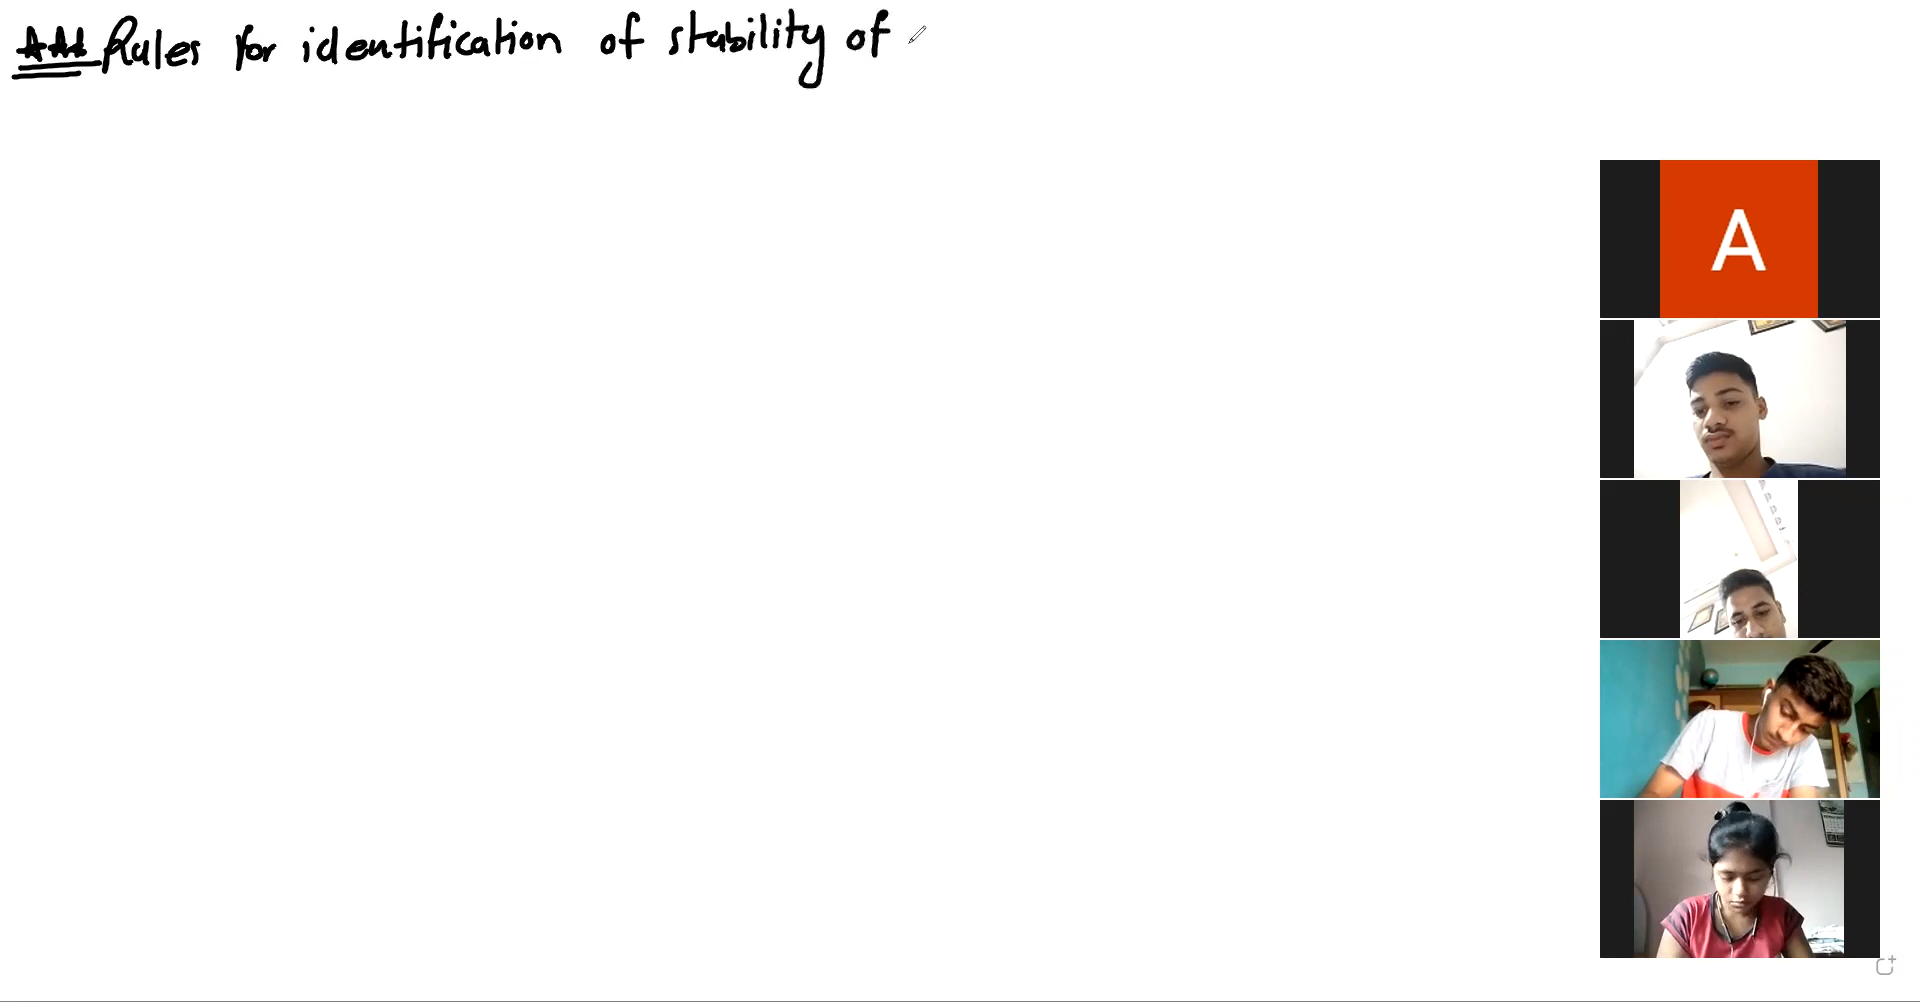 Rules for identification of stability of
A